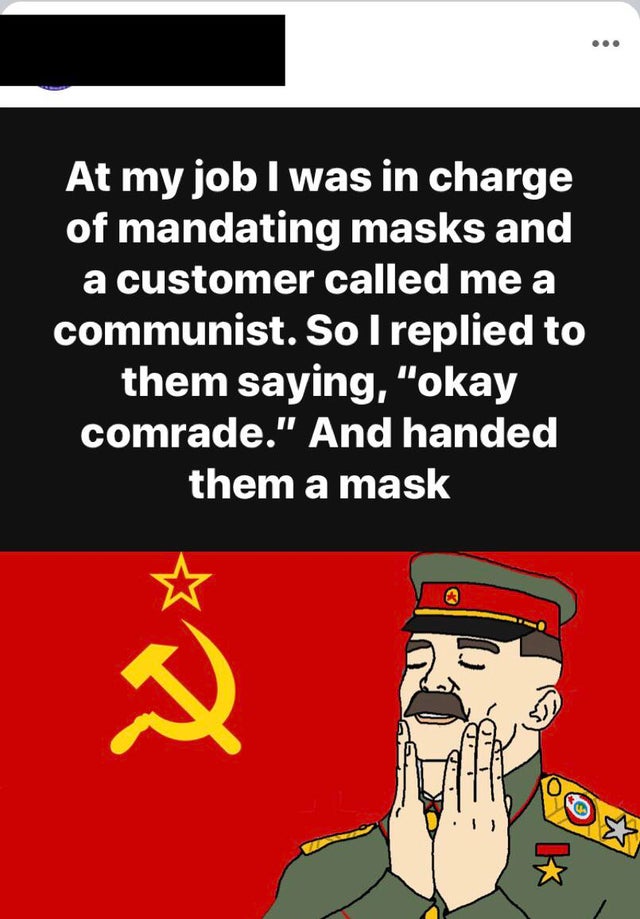 At my job I was in charge
of mandating masks and
a customer called me a
communist. So I replied to
them saying, “okay
comrade.” And handed
them a mask